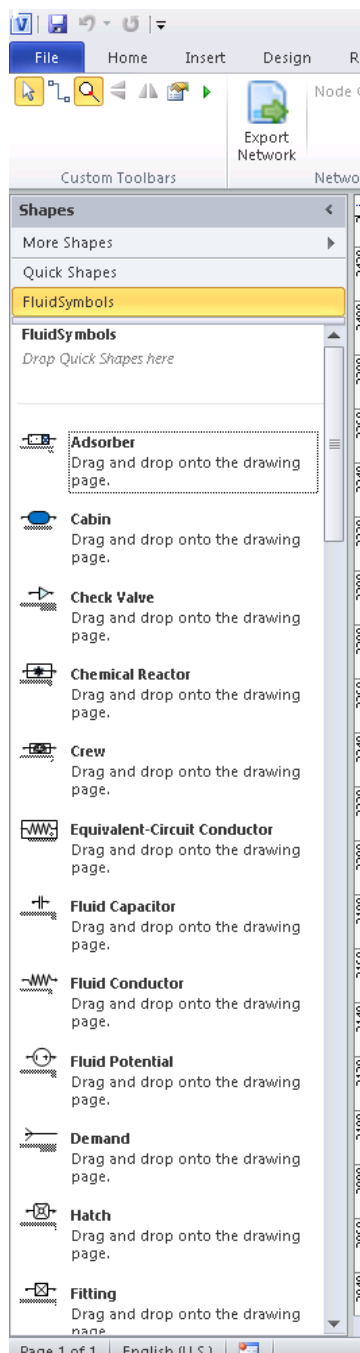 File Home Insert Design R
Export
Network
Node
Custom Toolbars Netwo
Shapes
More Shapes
Quick Shapes
FluidSymbols
FluidSymbols
Drop Quick Shapes here
Adsorber
Drag and drop onto the drawing
page.
Cabin
Drag and drop onto the drawing
page.
Check Valve
Drag and drop onto the drawing
page.
Chemical Reactor
Drag and drop onto the drawing
page.
Crew
Drag and drop onto the drawing
page.
Equivalent-Circuit Conductor
Drag and drop onto the drawing
page.
Fluid Capacitor
Drag and drop onto the drawing
page.
Fluid Conductor
Drag and drop onto the drawing
page.
Fluid Potential
Drag and drop onto the drawing
page.
Demand
Drag and drop onto the drawing
page.
Hatch
Drag and drop onto the drawing
page.
Fitting
Drag and drop onto the drawing
page.
Page 1 of 1 English (U.S.)